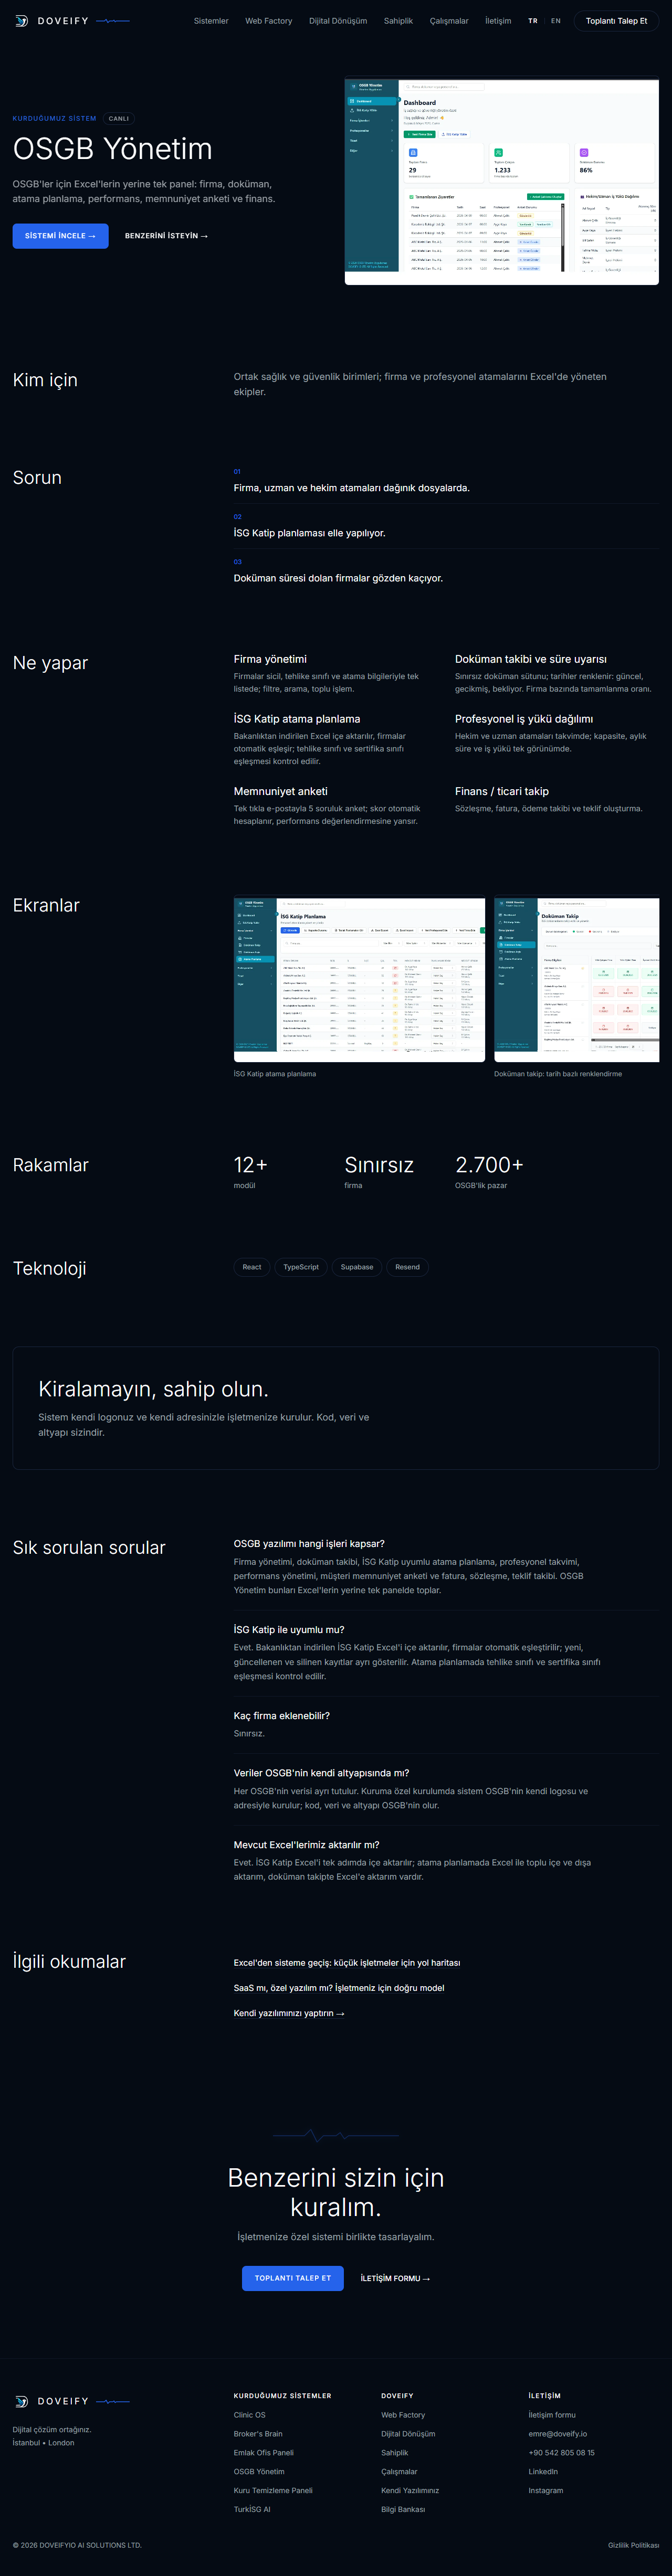 DOVEIFY
Sistemler Web Factory Dijital Dönüşüm Sahiplik Çalışmalar İletişim TR EN Toplantı Talep Et
KURDUĞUMUZ SİSTEM CANLI
OSGB Yönetim
OSGB'ler için Excel'lerin yerine tek panel: firma, doküman,
atama planlama, performans, memnuniyet anketi ve finans.
SİSTEMİ İNCELE →
BENZERİNİ İSTEYİN →
Dashboard
29
1.233
86%
Kim için
Ortak sağlık ve güvenlik birimleri; firma ve profesyonel atamalarını Excel'de yöneten
ekipler.
Sorun
01
Firma, uzman ve hekim atamaları dağınık dosyalarda.
02
İSG Katip planlaması elle yapılıyor.
03
Doküman süresi dolan firmalar gözden kaçıyor.
Ne yapar
Firma yönetimi
Firmalar sicil, tehlike sınıfı ve atama bilgileriyle tek
listede; filtre, arama, toplu işlem.
Doküman takibi ve süre uyarısı
Sınırsız doküman sütunu; tarihler renklenir: güncel,
gecikmiş, bekliyor. Firma bazında tamamlanma oranı.
İSG Katip atama planlama
Bakanlıktan indirilen Excel içe aktarılır, firmalar
otomatik eşleşir; tehlike sınıfı ve sertifika sınıfı
eşleşmesi kontrol edilir.
Profesyonel iş yükü dağılımı
Hekim ve uzman atamaları takvimde; kapasite, aylık
süre ve iş yükü tek görünümde.
Memnuniyet anketi
Tek tıkla e-postayla 5 soruluk anket; skor otomatik
hesaplanır, performans değerlendirmesine yansır.
Finans / ticari takip
Sözleşme, fatura, ödeme takibi ve teklif oluşturma.
Ekranlar
İSG Katip Planlama
Doküman Takip
İSG Katip atama planlama
Doküman takip: tarih bazlı renklendirme
Rakamlar
12+
modül
Sınırsız
firma
2.700+
OSGB'lik pazar
Teknoloji
React TypeScript Supabase Resend
Kiralamayın, sahip olun.
Sistem kendi logonuz ve kendi adresinizle işletmenize kurulur. Kod, veri ve
altyapı sizindir.
Sık sorulan sorular
OSGB yazılımı hangi işleri kapsar?
Firma yönetimi, doküman takibi, İSG Katip uyumlu atama planlama, profesyonel takvimi,
performans yönetimi, müşteri memnuniyet anketi ve fatura, sözleşme, teklif takibi. OSGB
Yönetim bunları Excel'lerin yerine tek panelde toplar.
İSG Katip ile uyumlu mu?
Evet. Bakanlıktan indirilen İSG Katip Excel'i içe aktarılır, firmalar otomatik eşleştirilir; yeni,
güncellenen ve silinen kayıtlar ayrı gösterilir. Atama planlamada tehlike sınıfı ve sertifika sınıfı
eşleşmesi kontrol edilir.
Kaç firma eklenebilir?
Sınırsız.
Veriler OSGB'nin kendi altyapısında mı?
Her OSGB'nin verisi ayrı tutulur. Kuruma özel kurulumda sistem OSGB'nin kendi logosu ve
adresiyle kurulur; kod, veri ve altyapı OSGB'nin olur.
Mevcut Excel'lerimiz aktarılır mı?
Evet. İSG Katip Excel'i tek adımda içe aktarılır; atama planlamada Excel ile toplu içe ve dışa
aktarım, doküman takipte Excel'e aktarım vardır.
İlgili okumalar
Excel'den sisteme geçiş: küçük işletmeler için yol haritası
SaaS mı, özel yazılım mı? İşletmeniz için doğru model
Kendi yazılımınızı yaptırın →
Benzerini sizin için
kuralım.
İşletmenize özel sistemi birlikte tasarlayalım.
TOPLANTI TALEP ET
İLETİŞİM FORMU →
DOVEIFY
Dijital çözüm ortağınız.
İstanbul • London
KURDUĞUMUZ SİSTEMLER
Clinic OS
Broker's Brain
Emlak Ofis Paneli
OSGB Yönetim
Kuru Temizleme Paneli
TurkİSG AI
DOVEIFY
Web Factory
Dijital Dönüşüm
Sahiplik
Çalışmalar
Kendi Yazılımınız
Bilgi Bankası
İLETİŞİM
İletişim formu
emre@doveify.io
+90 542 805 08 15
LinkedIn
Instagram
© 2026 DOVEIFYIO AI SOLUTIONS LTD.
Gizlilik Politikası